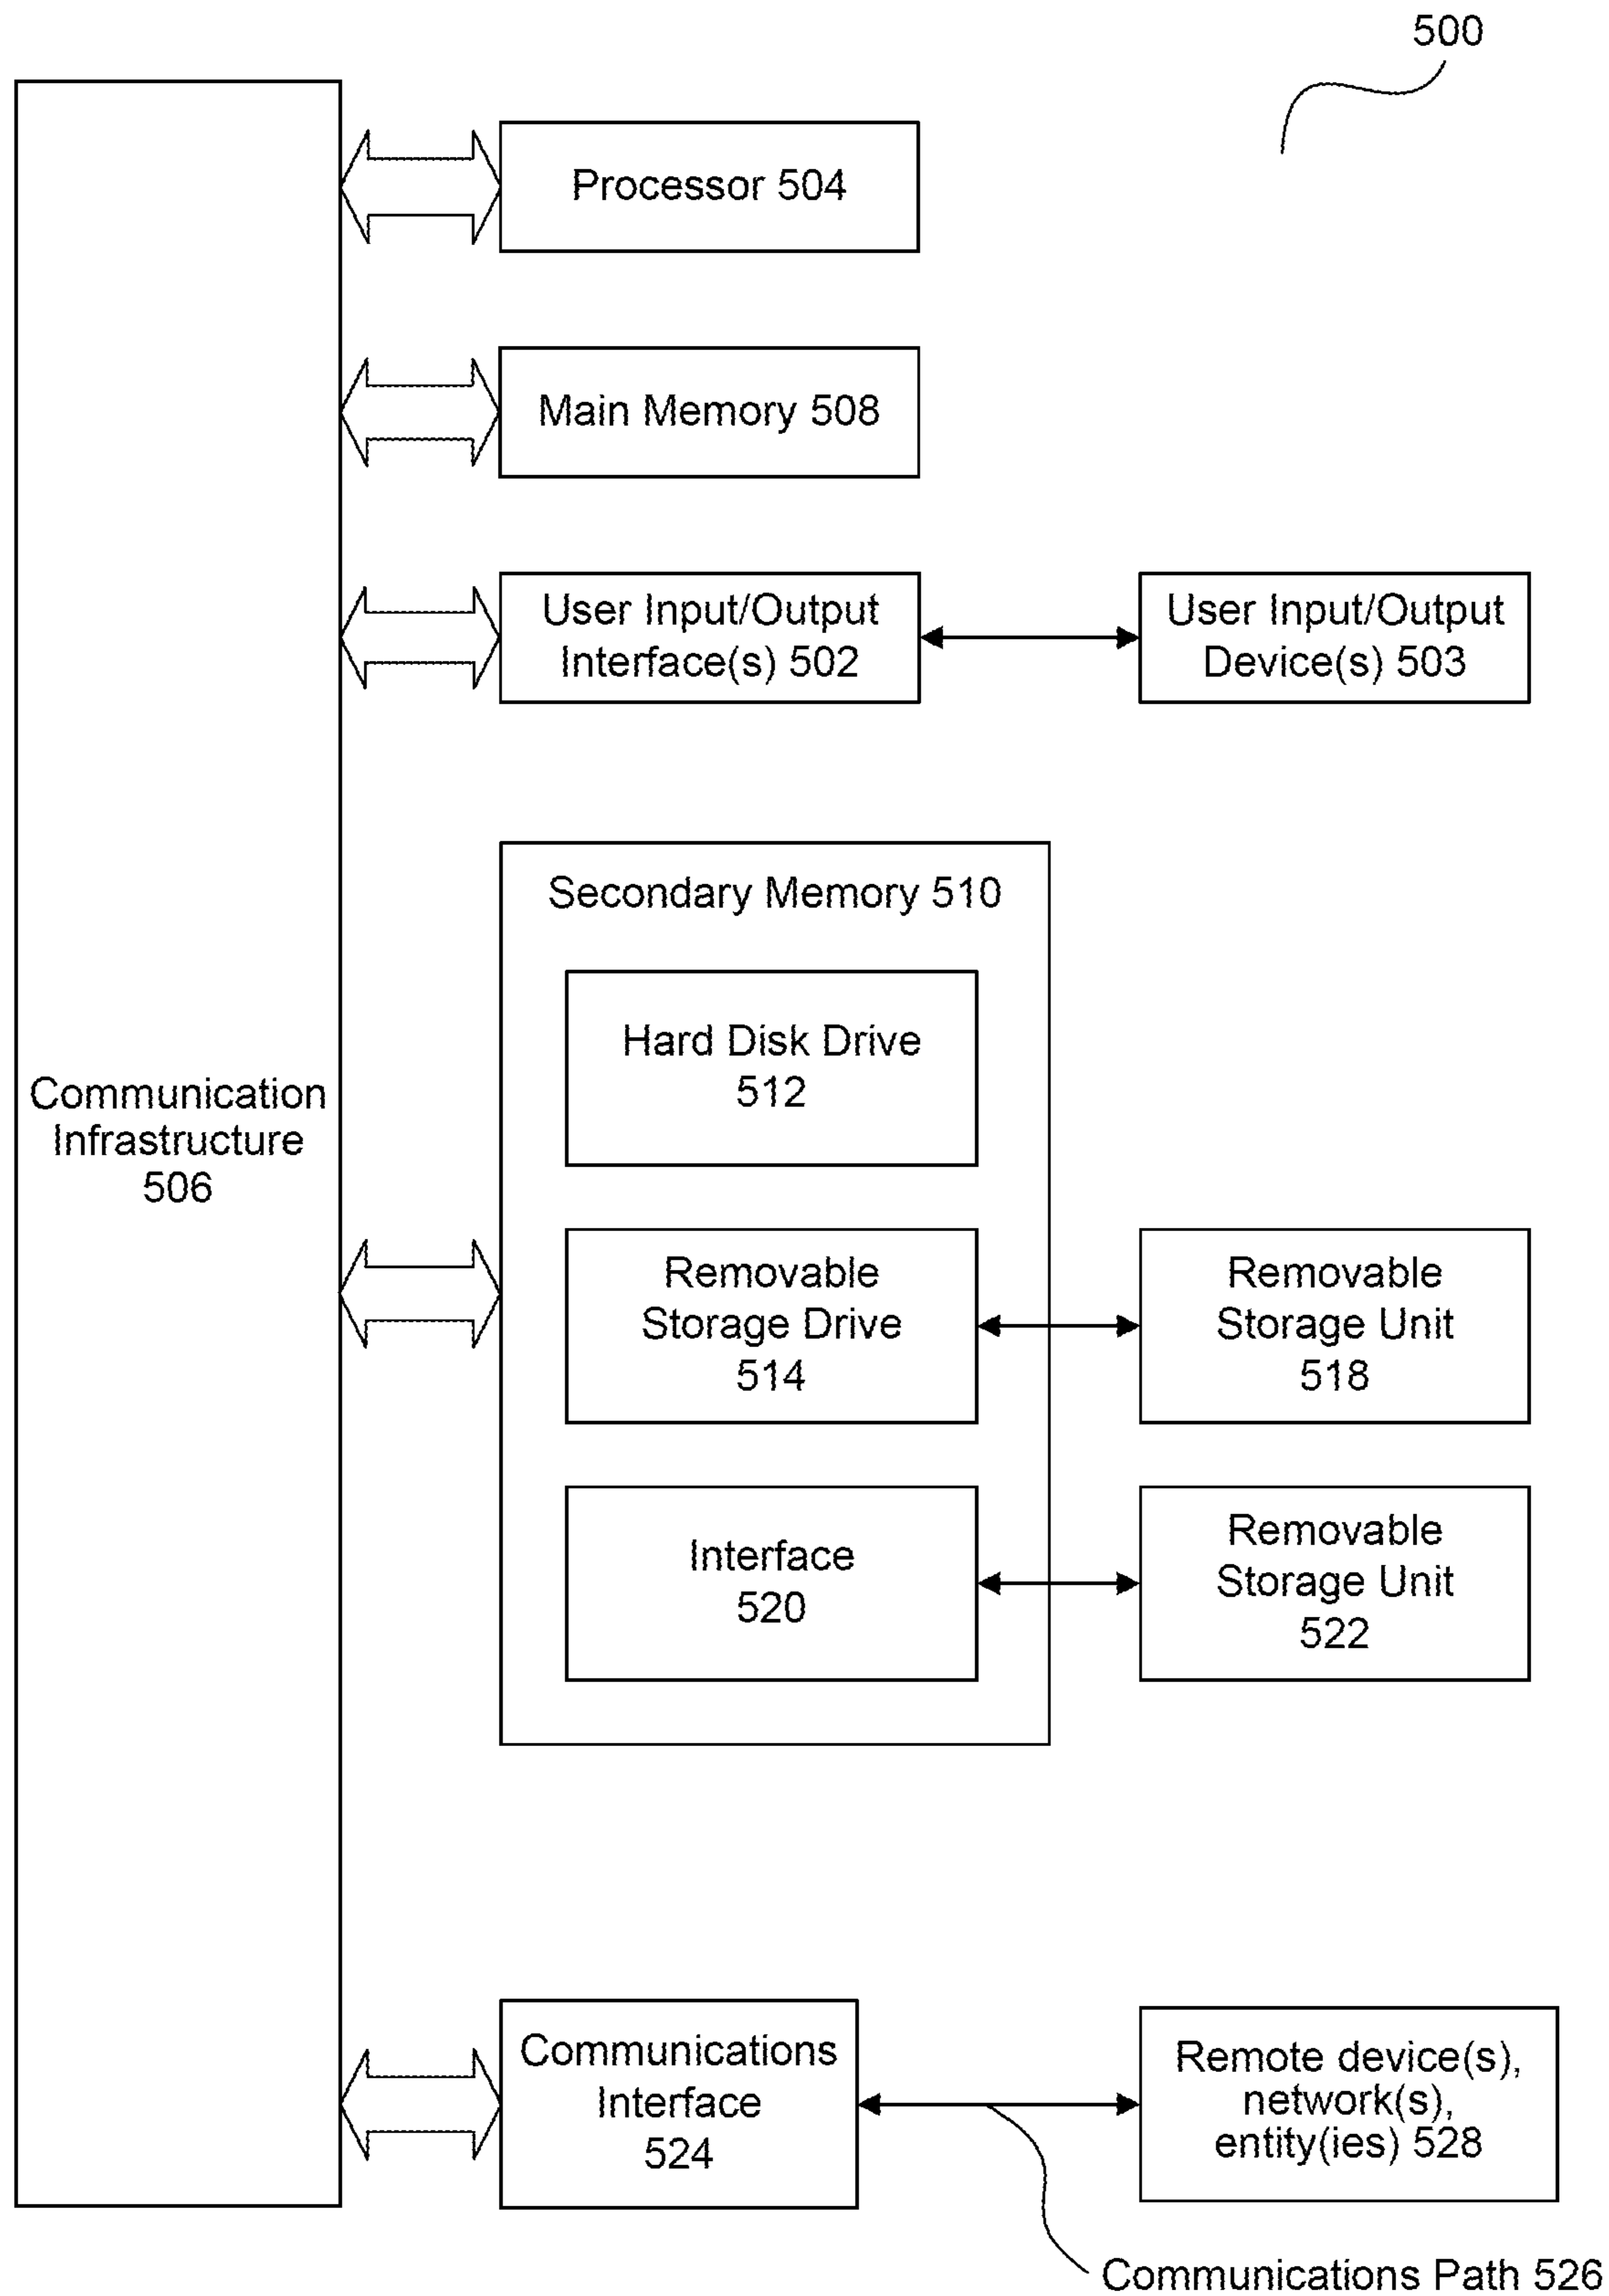 500
Processor 504
Main Memory 508
User Input/Output
Interface(s) 502
User Input/Output
Device(s) 503
Secondary Memory 510
Hard Disk Drive
512
Communication
Infrastructure
506
Removable
Storage Drive
514
Removable
Storage Unit
518
Interface
520
Removable
Storage Unit
522
Communications
Interface
524
Remote device(s),
network(s),
entity(ies) 528
Communications Path 526